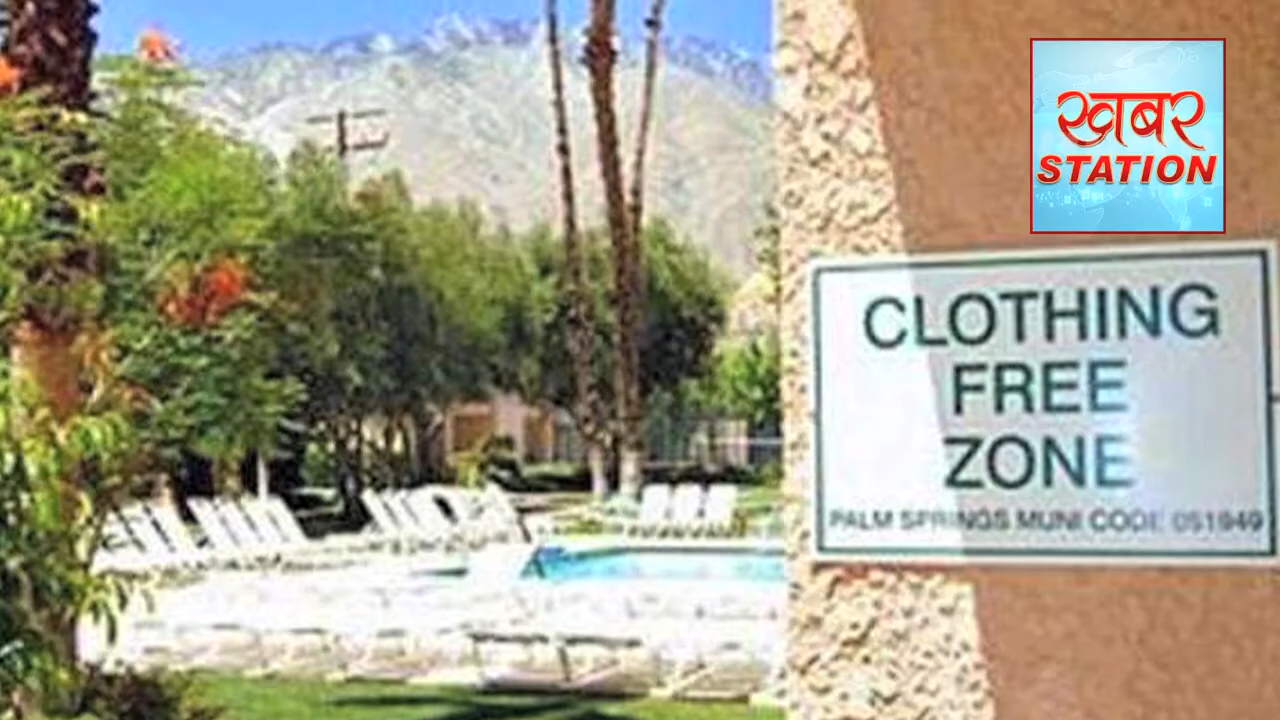 खबर
STATION
CLOTHING
FREE
ZONE
PALM SPRINGS MUNI CODE 051949